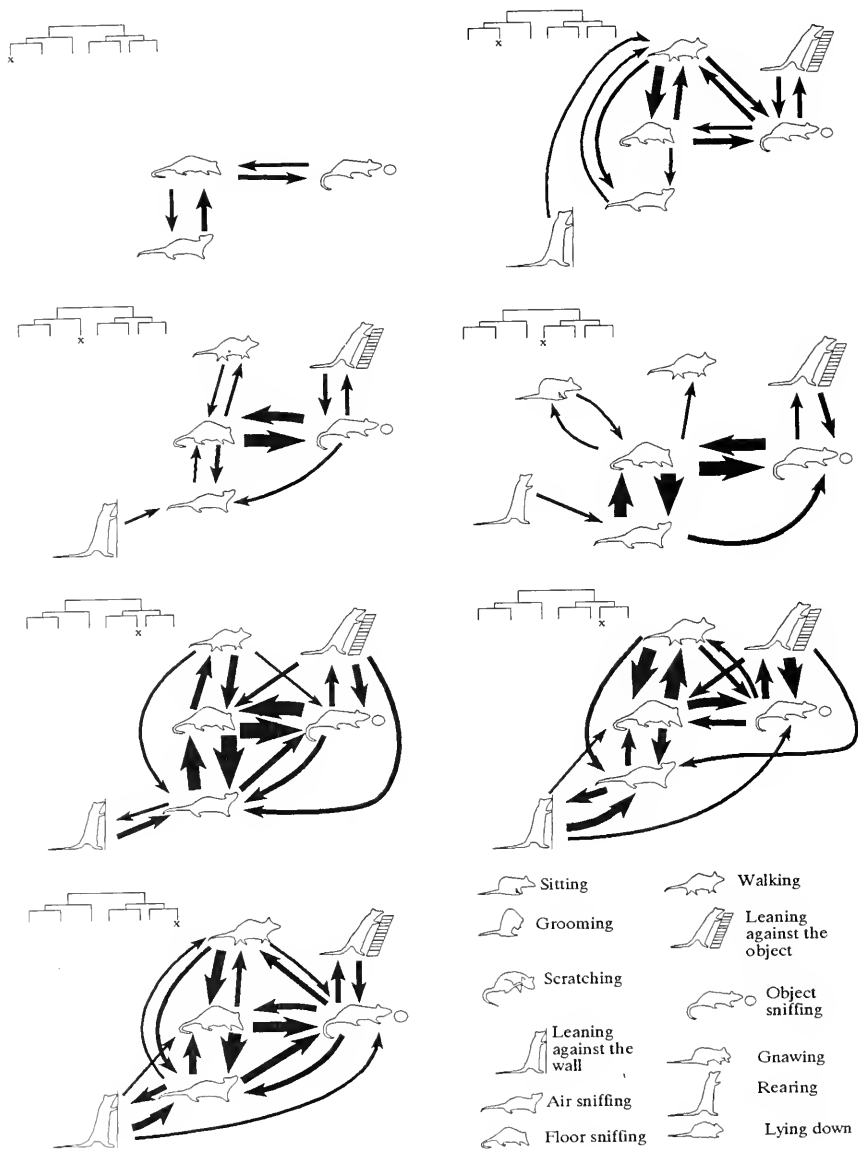 x
x
x
x
x
x
x
Sitting
Walking
Grooming
Leaning
against the
object
Scratching
Object
sniffing
Leaning
against the
wall
Gnawing
Rearing
Air sniffing
Floor sniffing
Lying down